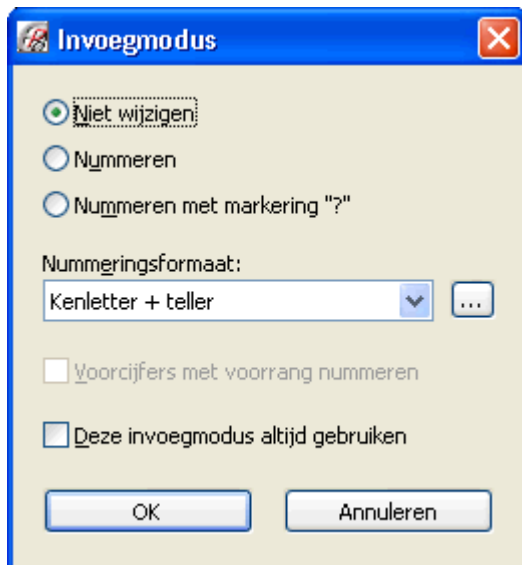 Invoegmodus
Niet wijzigen
Nummeren
Nummeren met markering "?"
Nummeringsformaat:
Kenletter + teller
...
Voorcijfers met voorrang nummeren
Deze invoegmodus altijd gebruiken
OK Annuleren